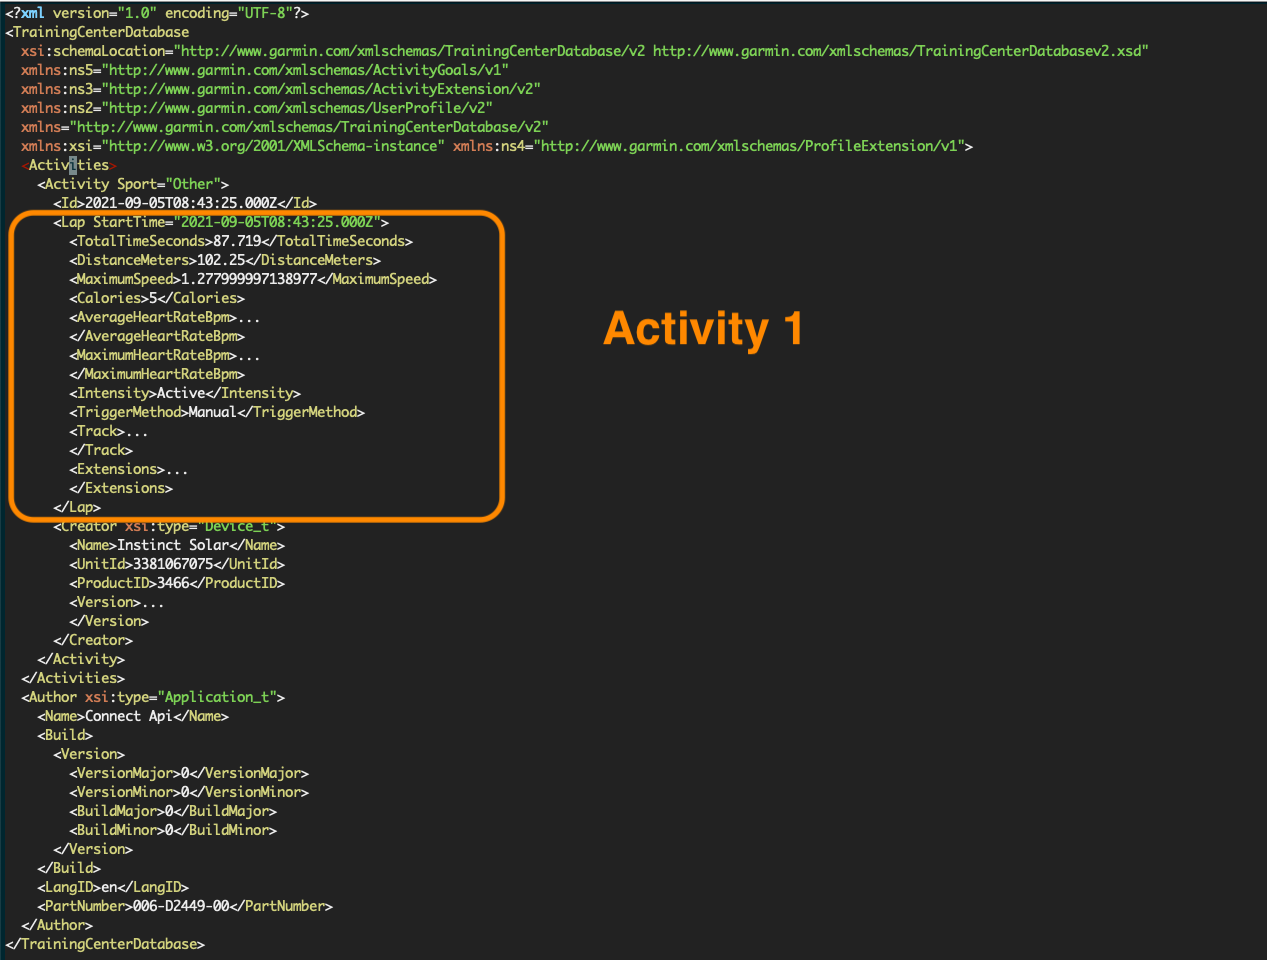 <?xml version="1.0" encoding="UTF-8"?>
<TrainingCenterDatabase
  xsi:schemaLocation="http://www.garmin.com/xmlschemas/TrainingCenterDatabase/v2 http://www.garmin.com/xmlschemas/TrainingCenterDatabasev2.xsd"
  xmlns:ns5="http://www.garmin.com/xmlschemas/ActivityGoals/v1"
  xmlns:ns3="http://www.garmin.com/xmlschemas/ActivityExtension/v2"
  xmlns:ns2="http://www.garmin.com/xmlschemas/UserProfile/v2"
  xmlns="http://www.garmin.com/xmlschemas/TrainingCenterDatabase/v2"
  xmlns:xsi="http://www.w3.org/2001/XMLSchema-instance" xmlns:ns4="http://www.garmin.com/xmlschemas/ProfileExtension/v1">
  <Activities>
    <Activity Sport="Other">
      <Id>2021-09-05T08:43:25.000Z</Id>
      <Lap StartTime="2021-09-05T08:43:25.000Z">
        <TotalTimeSeconds>87.719</TotalTimeSeconds>
        <DistanceMeters>102.25</DistanceMeters>
        <MaximumSpeed>1.277999997138977</MaximumSpeed>
        <Calories>5</Calories>
        <AverageHeartRateBpm>...
        </AverageHeartRateBpm>
        <MaximumHeartRateBpm>...
        </MaximumHeartRateBpm>
        <Intensity>Active</Intensity>
        <TriggerMethod>Manual</TriggerMethod>
        <Track>...
        </Track>
        <Extensions>...
        </Extensions>
      </Lap>
Activity 1
      <Creator xsi:type="Device_t">
        <Name>Instinct Solar</Name>
        <UnitId>3381067075</UnitId>
        <ProductID>3466</ProductID>
        <Version>...
        </Version>
      </Creator>
    </Activity>
  </Activities>
  <Author xsi:type="Application_t">
    <Name>Connect Api</Name>
    <Build>
      <Version>
        <VersionMajor>0</VersionMajor>
        <VersionMinor>0</VersionMinor>
        <BuildMajor>0</BuildMajor>
        <BuildMinor>0</BuildMinor>
      </Version>
    </Build>
    <LangID>en</LangID>
    <PartNumber>006-D2449-00</PartNumber>
  </Author>
</TrainingCenterDatabase>